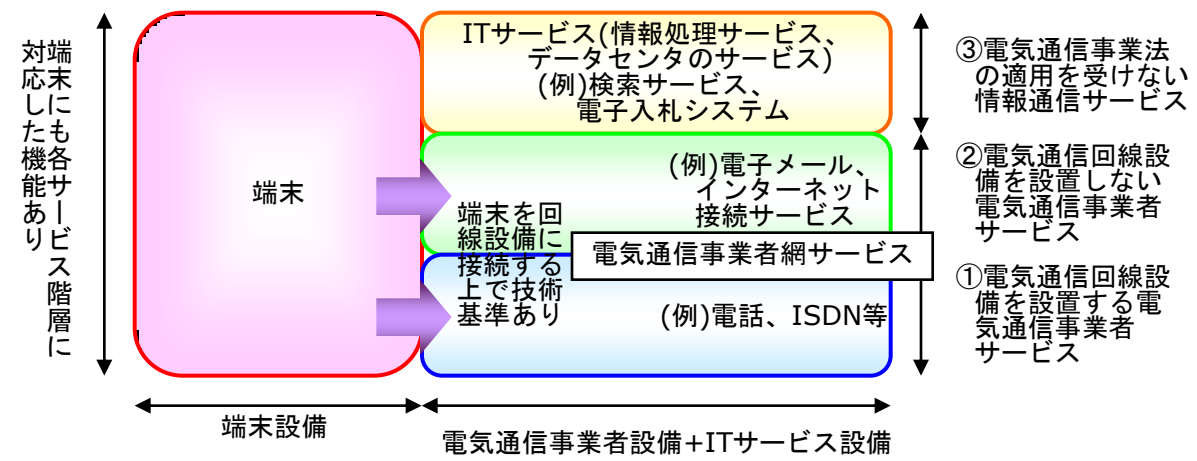 端末にも各サービス階層に
対応した機能あり
端末
ITサービス(情報処理サービス、
データセンタのサービス)
(例)検索サービス、
電子入札システム
(例)電子メール、
インターネット
接続サービス
端末を回
線設備に
接続する
上で技術
基準あり
電気通信事業者網サービス
(例)電話、ISDN等
③電気通信事業法
の適用を受けない
情報通信サービス
②電気通信回線設
備を設置しない
電気通信事業者
サービス
①電気通信回線設
備を設置する電
気通信事業者
サービス
端末設備
電気通信事業者設備+ITサービス設備